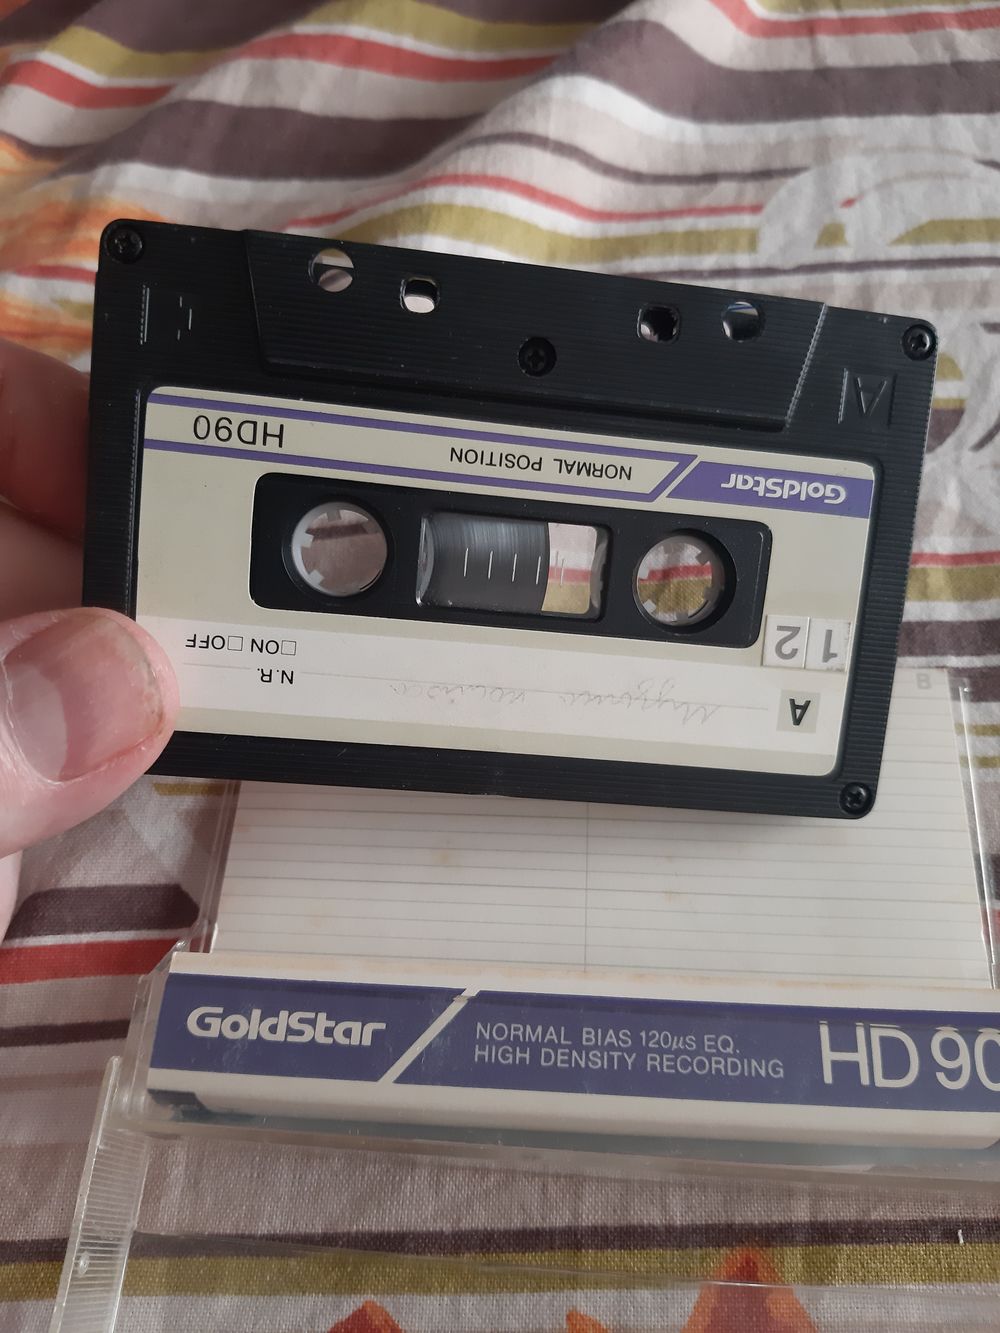 A
HD90
NORMAL POSITION
GoldStar
□ON □OFF
N.R.
1 2
A
B
GoldStar
NORMAL BIAS 120μs EQ.
HIGH DENSITY RECORDING
HD 90